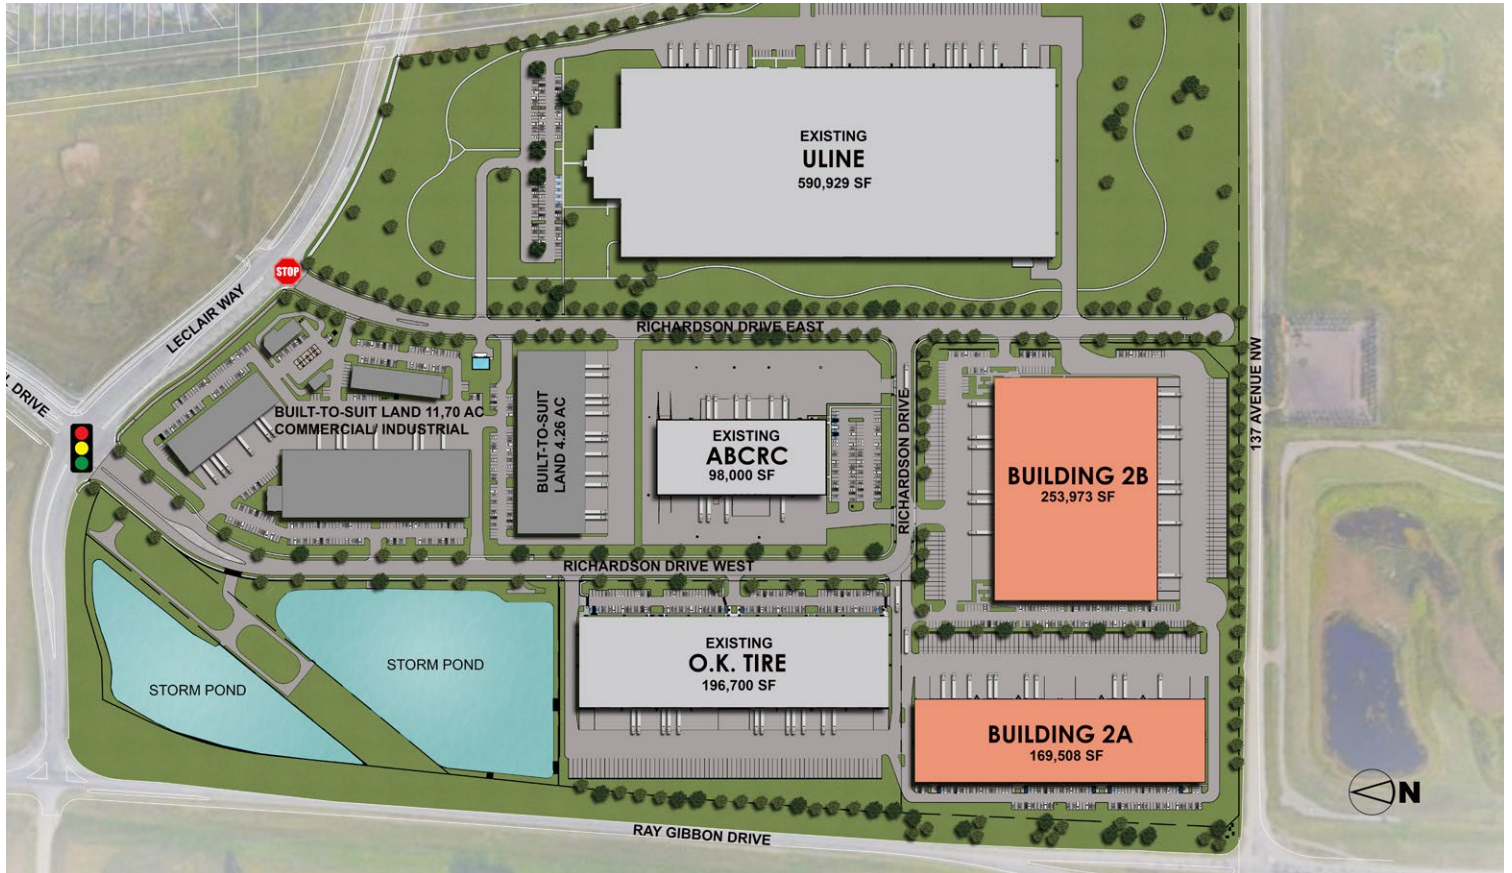 EXISTING
ULINE
590,929 SF
STOP
LECLAIR WAY
RICHARDSON DRIVE EAST
137 AVENUE NW
DRIVE
BUILT-TO-SUIT LAND 11,70 AC
COMMERCIAL/ INDUSTRIAL
BUILT-TO-SUIT
LAND 4.26 AC
EXISTING
ABCRC
98,000 SF
RICHARDSON DRIVE
BUILDING 2B
253,973 SF
RICHARDSON DRIVE WEST
STORM POND
STORM POND
EXISTING
O.K. TIRE
196,700 SF
BUILDING 2A
169,508 SF
N
RAY GIBBON DRIVE